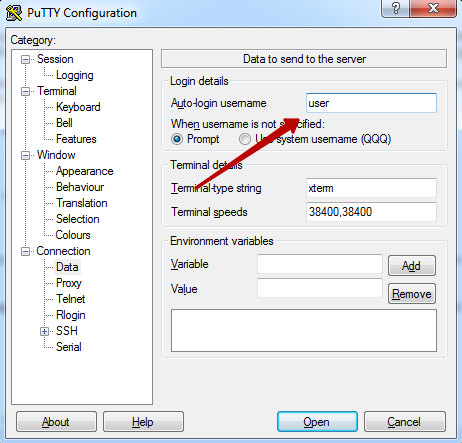 PuTTY Configuration
Category:
Session
Logging
Terminal
Keyboard
Bell
Features
Window
Appearance
Behaviour
Translation
Selection
Colours
Connection
Data
Proxy
Telnet
Rlogin
SSH
Serial
Data to send to the server
Login details
Auto-login username
user
When username is not specified:
Prompt
Use system username (QQQ)
Terminal details
Terminal-type string
xterm
Terminal speeds
38400,38400
Environment variables
Variable
Add
Value
Remove
About
Help
Open
Cancel